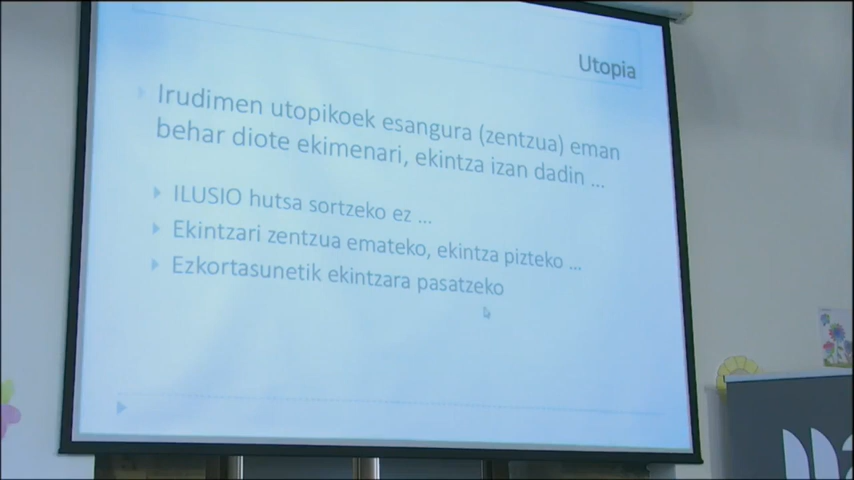 Utopia
Irudimen utopikoek esangura (zentzua) eman
behar diote ekimenari, ekintza izan dadin ...
ILUSIO hutsa sortzeko ez ...
Ekintzari zentzua emateko, ekintza pizteko ...
Ezkortasunetik ekintzara pasatzeko